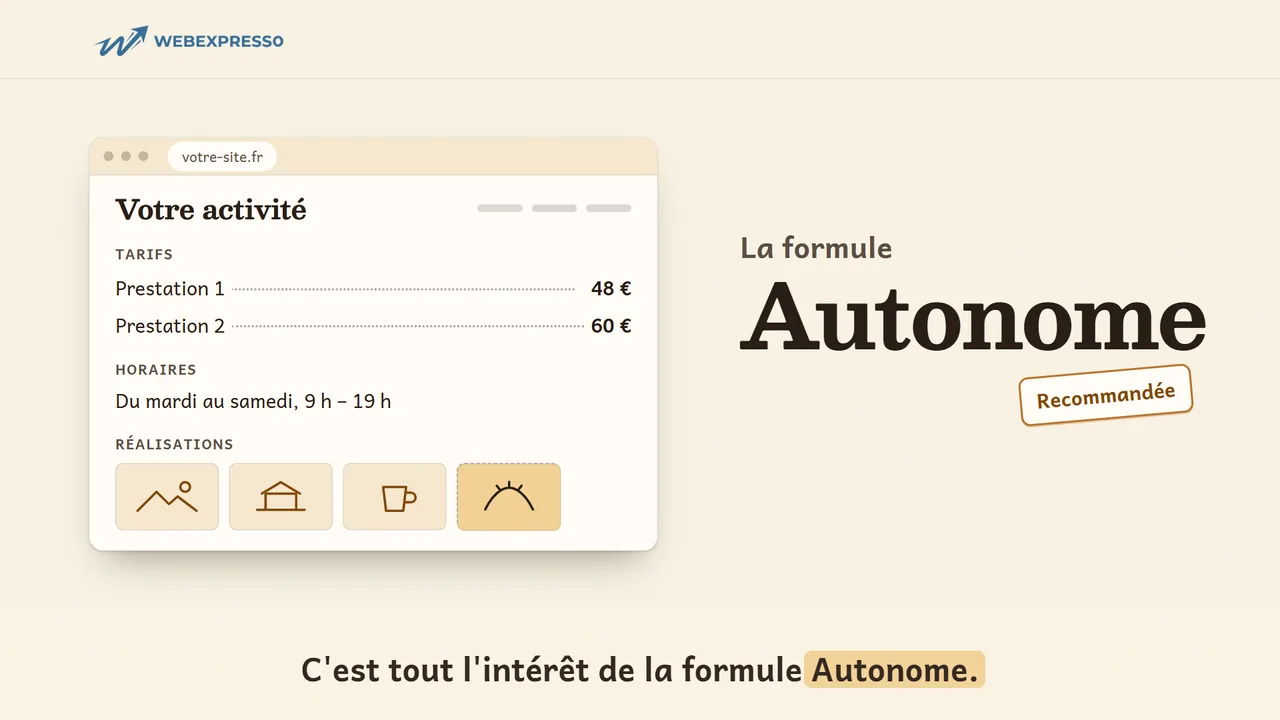 WEBEXPRESSO
votre-site.fr
Votre activité
TARIFS
Prestation 1 48 €
Prestation 2 60 €
HORAIRES
Du mardi au samedi, 9 h – 19 h
RÉALISATIONS
La formule
Autonome
Recommandée
C'est tout l'intérêt de la formule Autonome.